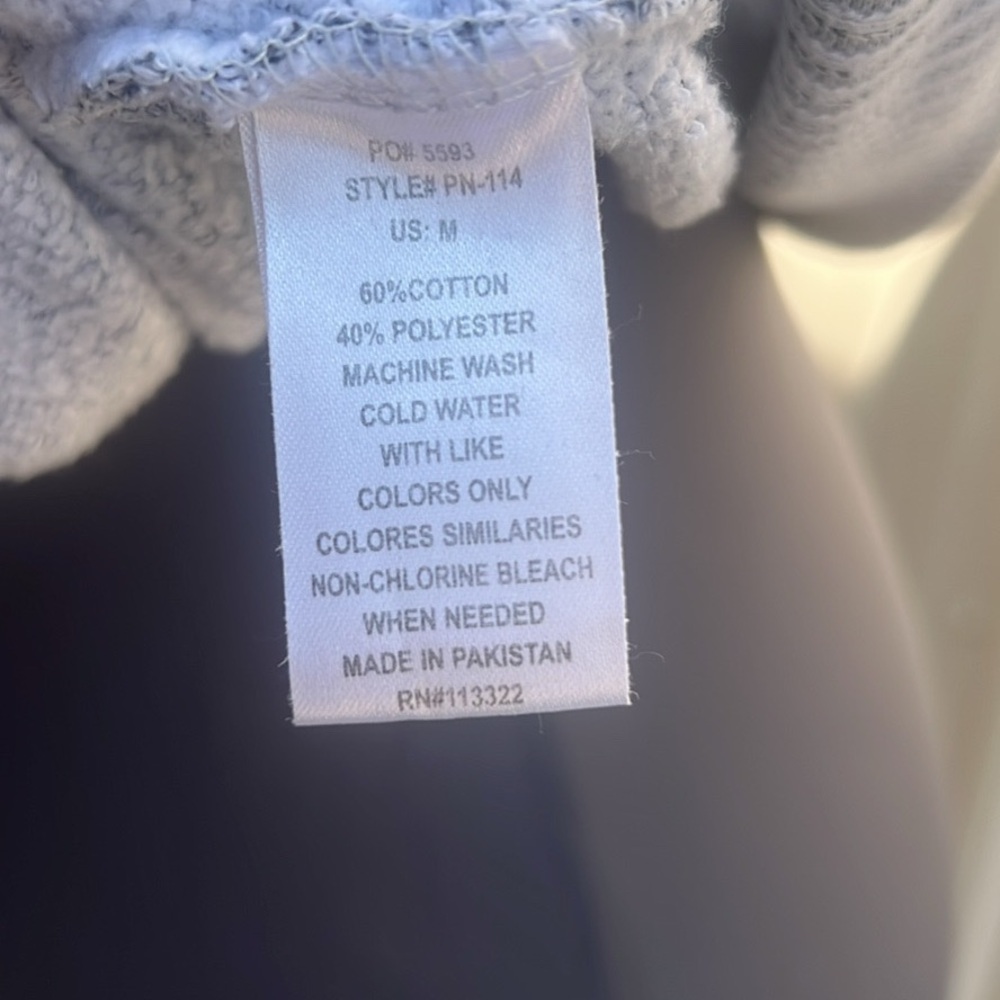 PO# 5593
STYLE# PN-114
US: M
60%COTTON
40% POLYESTER
MACHINE WASH
COLD WATER
WITH LIKE
COLORS ONLY
COLORES SIMILARIES
NON-CHLORINE BLEACH
WHEN NEEDED
MADE IN PAKISTAN
RN#113322